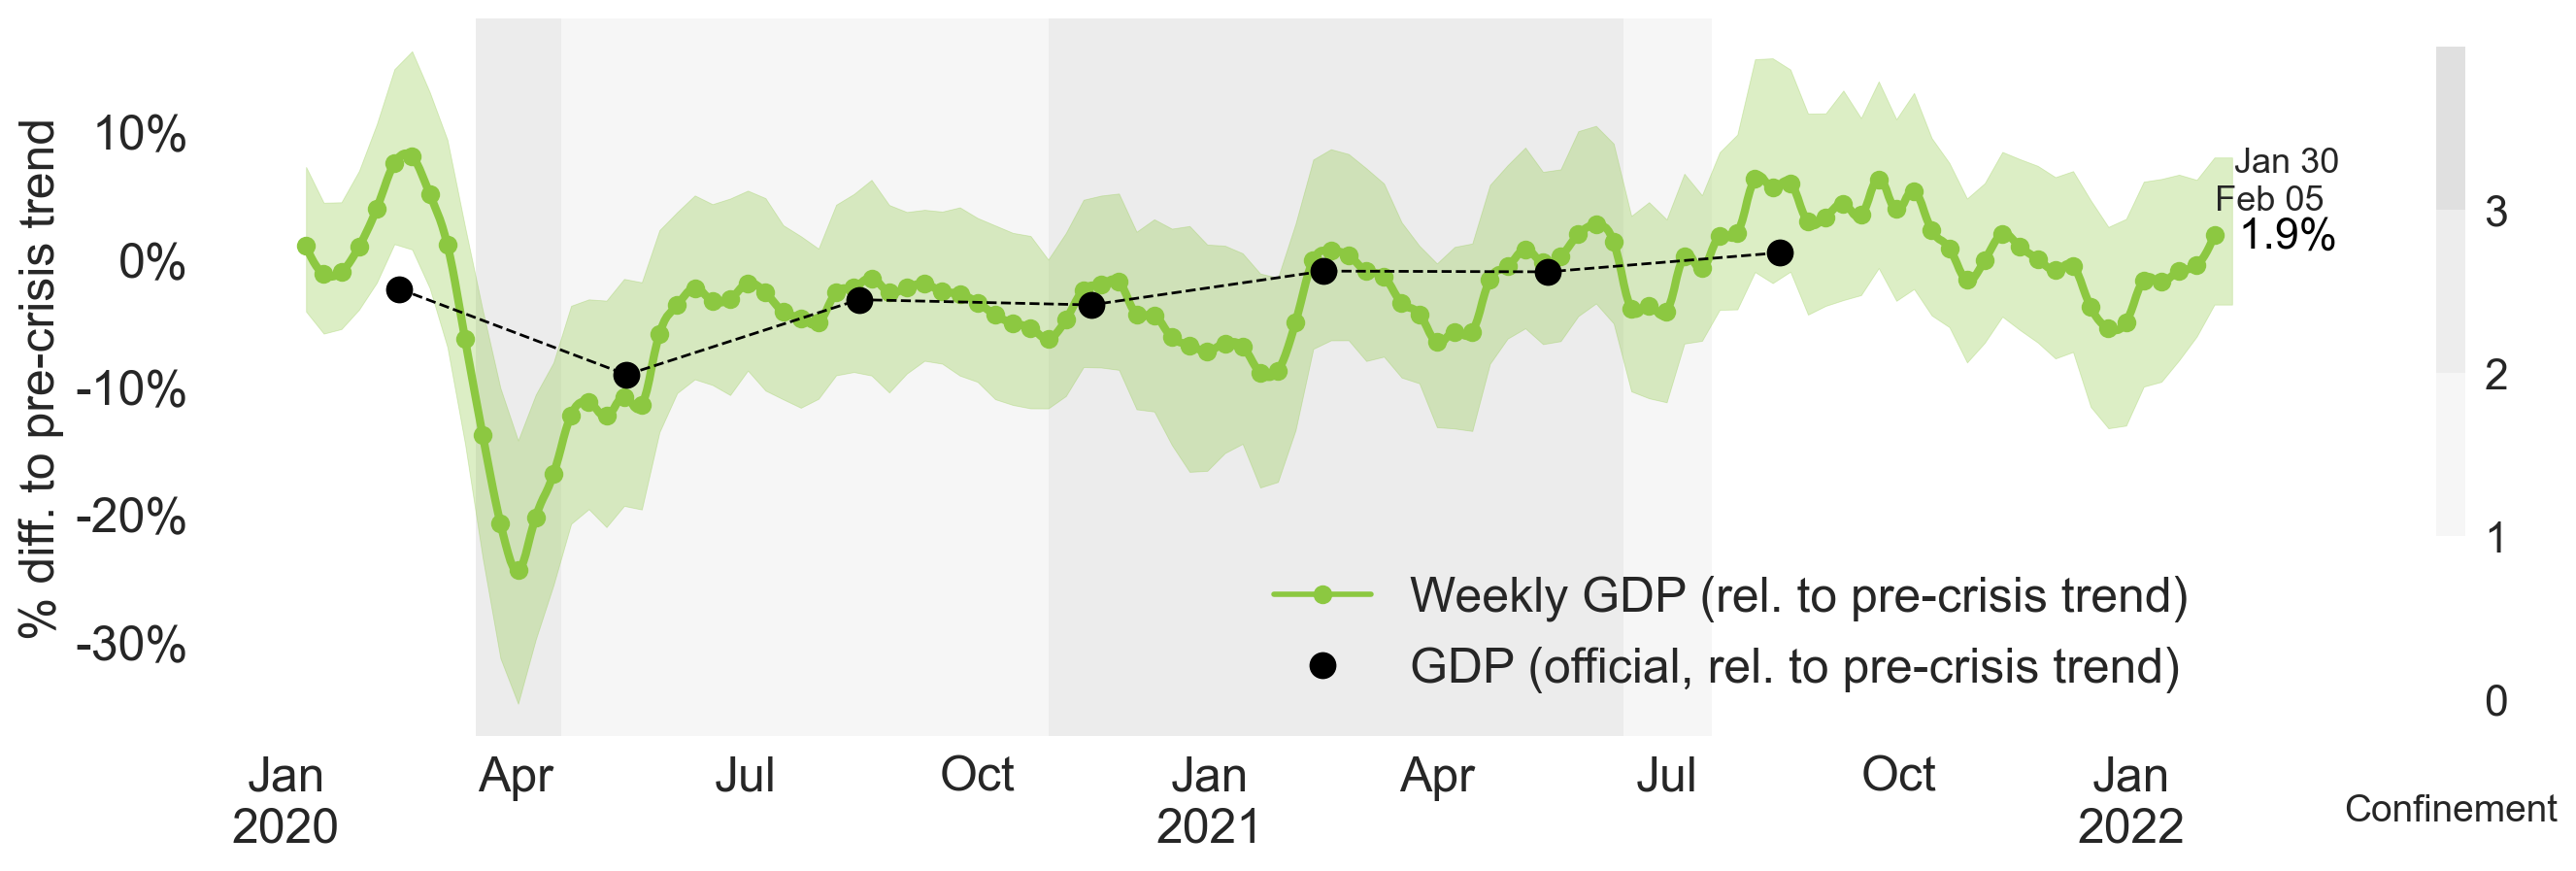 % diff. to pre-crisis trend
10%
0%
-10%
-20%
-30%
Jan 30
Feb 05
1.9%
Weekly GDP (rel. to pre-crisis trend)
GDP (official, rel. to pre-crisis trend)
3
2
1
0
Jan Apr Jul Oct Jan Apr Jul Oct Jan
2020 2021 2022
Confinement